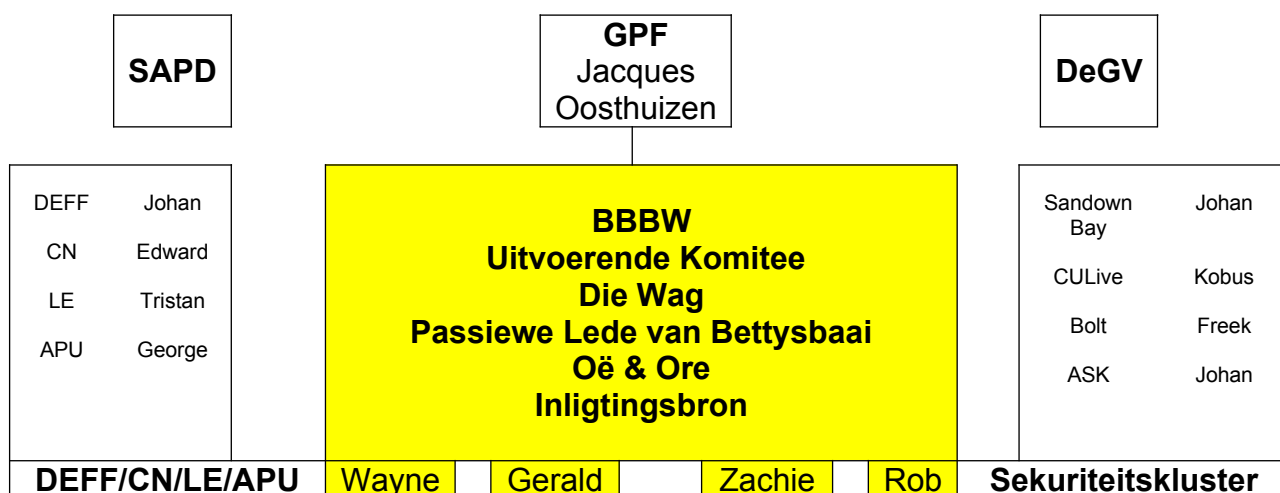 SAPD
GPF
Jacques
Oosthuizen
DeGV
DEFF Johan
CN Edward
LE Tristan
APU George
BBBW
Uitvoerende Komitee
Die Wag
Passiewe Lede van Bettysbaai
Oë & Ore
Inligtingsbron
Sandown Johan
Bay
CULive Kobus
Bolt Freek
ASK Johan
DEFF/CN/LE/APU Wayne Gerald Zachie Rob Sekuriteitskluster